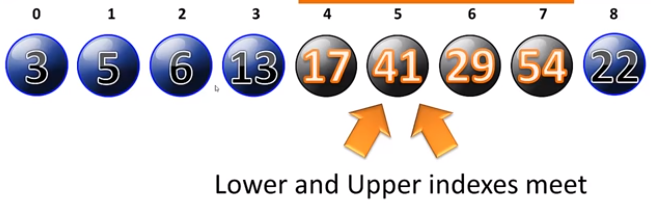 0 1 2 3 4 5 6 7 8
3 5 6 13 17 41 29 54 22
Lower and Upper indexes meet